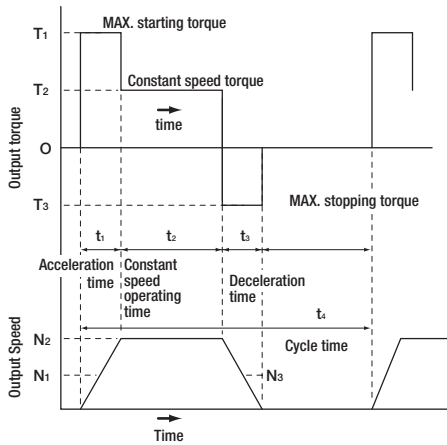 T1
MAX. starting torque
T2
Constant speed torque
time
O
Output torque
T3
MAX. stopping torque
t1
t2
t3
Acceleration time
Constant speed operating time
Deceleration time
t4
Cycle time
N2
N1
N3
Output Speed
Time